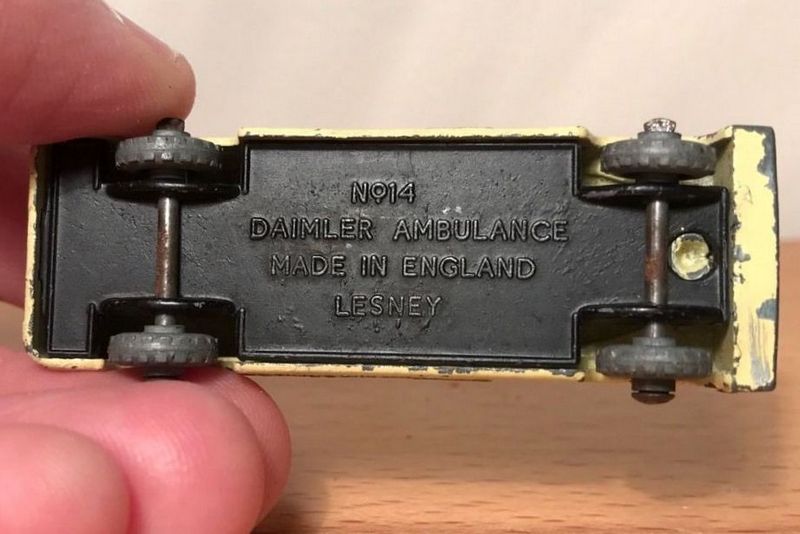 Nº14
DAIMLER AMBULANCE
MADE IN ENGLAND
LESNEY